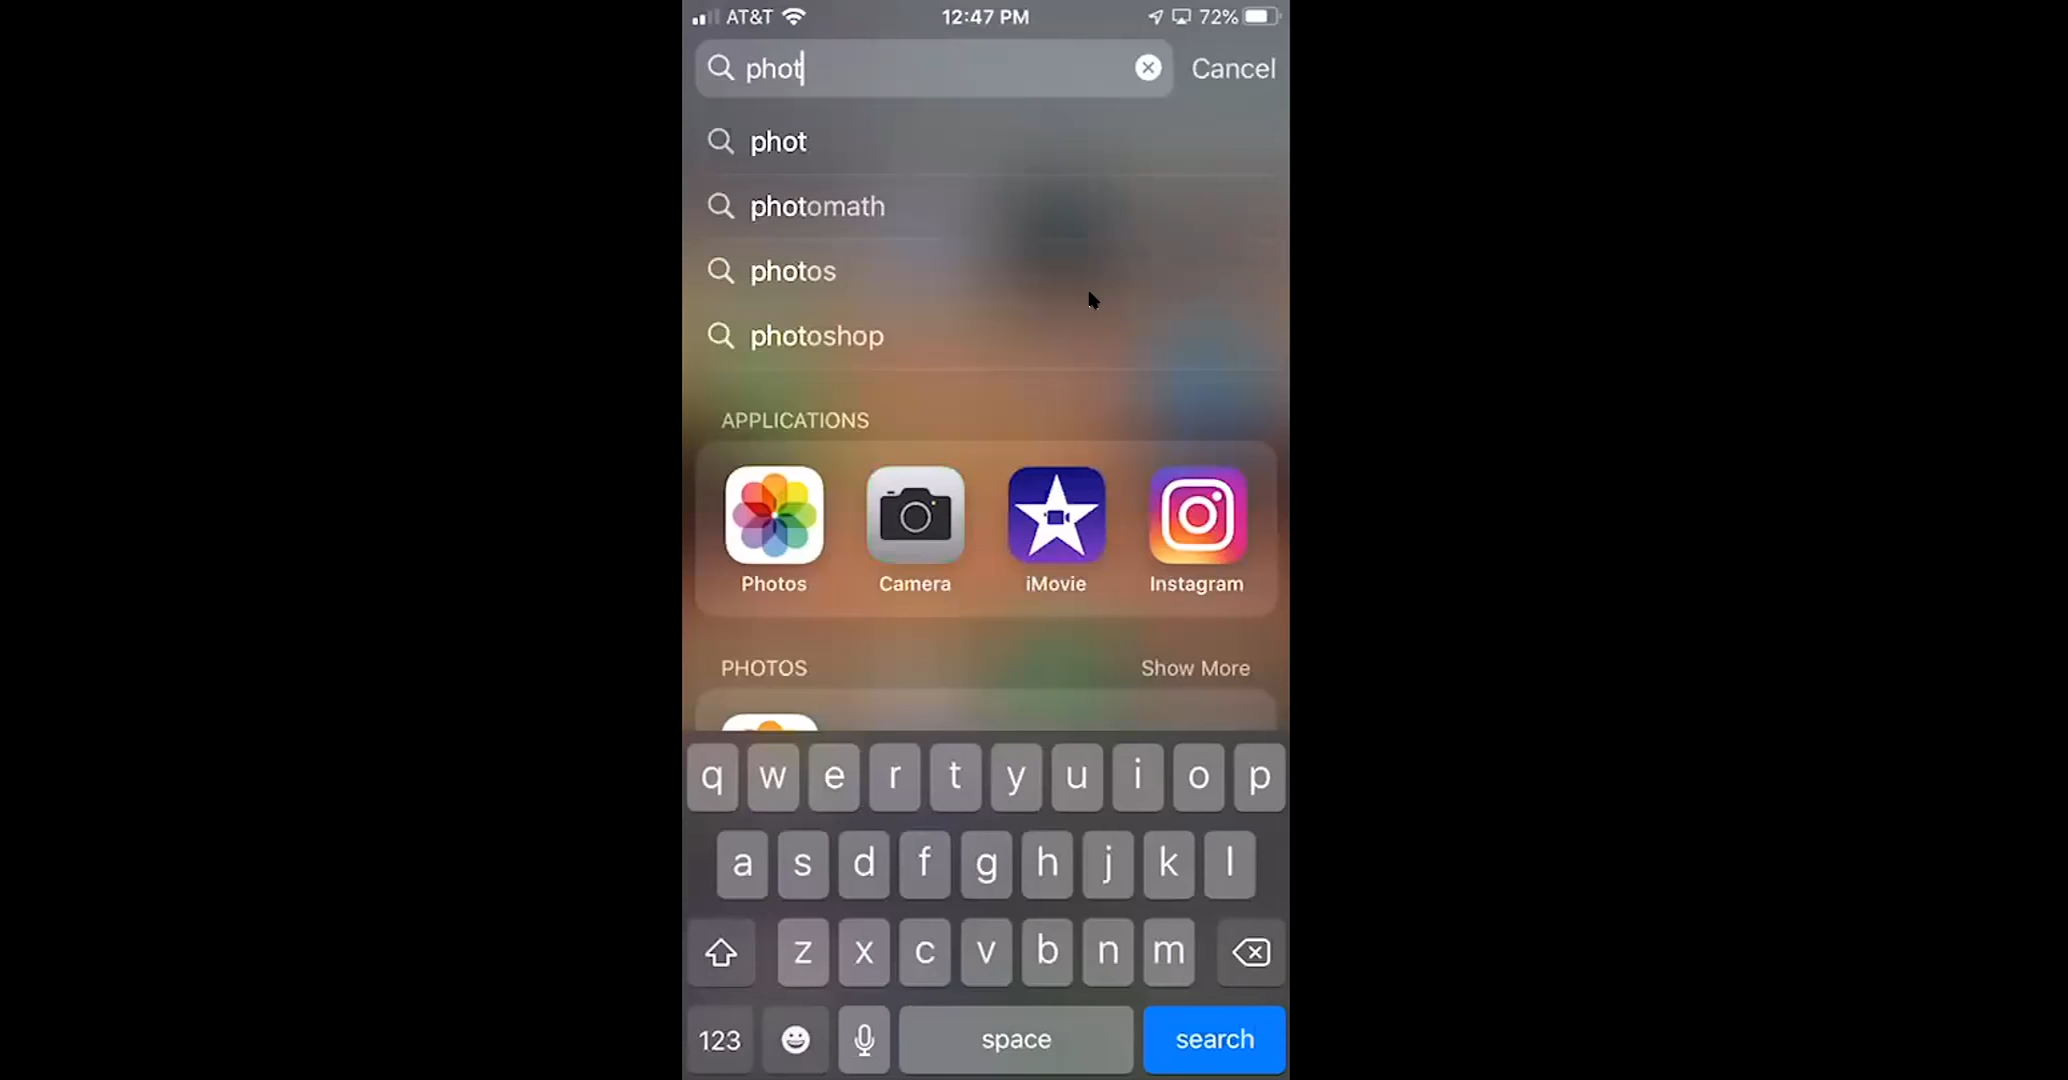 AT&T 12:47 PM 72%
phot Cancel
phot
photomath
photos
photoshop
APPLICATIONS
Photos Camera iMovie Instagram
PHOTOS Show More
q w e r t y u i o p
a s d f g h j k l
z x c v b n m
123 space search